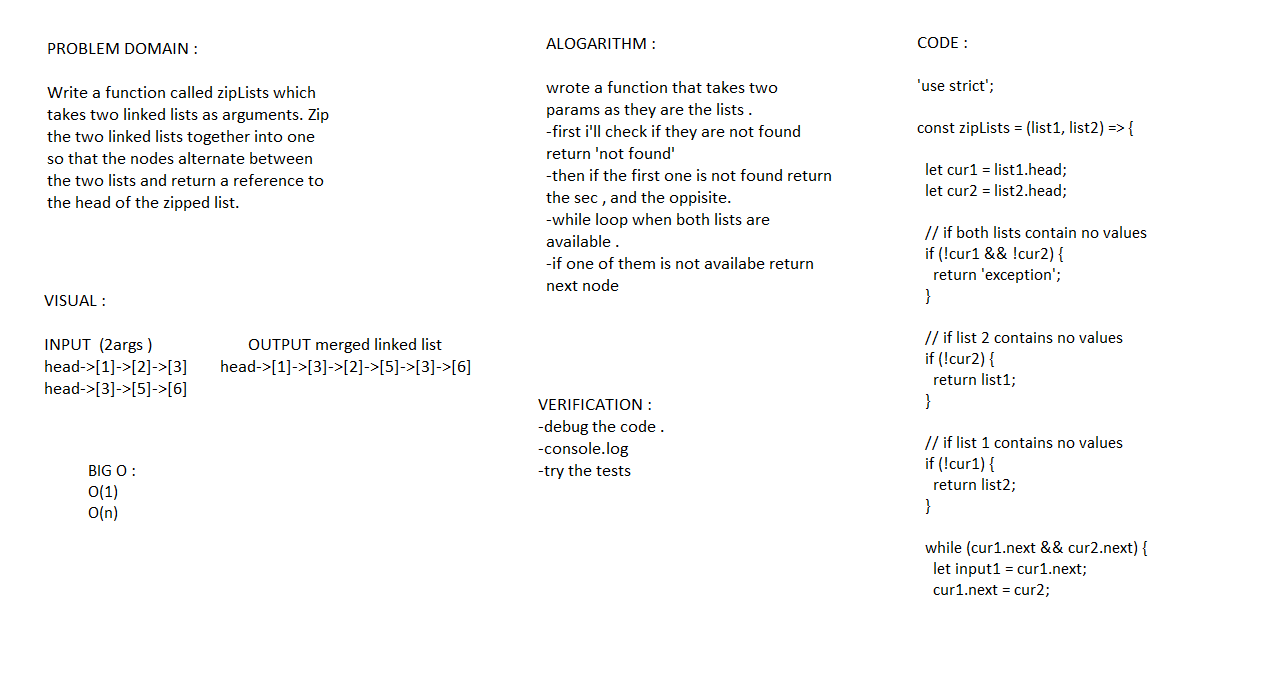 PROBLEM DOMAIN :
Write a function called zipLists which
takes two linked lists as arguments. Zip
the two linked lists together into one
so that the nodes alternate between
the two lists and return a reference to
the head of the zipped list.
VISUAL :
INPUT (2args ) OUTPUT merged linked list
head->[1]->[2]->[3] head->[1]->[3]->[2]->[5]->[3]->[6]
head->[3]->[5]->[6]
BIG O :
O(1)
O(n)
ALOGARITHM :
wrote a function that takes two
params as they are the lists .
-first i'll check if they are not found
return 'not found'
-then if the first one is not found return
the sec , and the oppisite.
-while loop when both lists are
available .
-if one of them is not availabe return
next node
VERIFICATION :
-debug the code .
-console.log
-try the tests
CODE :
'use strict';
const zipLists = (list1, list2) => {
let cur1 = list1.head;
let cur2 = list2.head;
// if both lists contain no values
if (!cur1 && !cur2) {
return 'exception';
}
// if list 2 contains no values
if (!cur2) {
return list1;
}
// if list 1 contains no values
if (!cur1) {
return list2;
}
while (cur1.next && cur2.next) {
let input1 = cur1.next;
cur1.next = cur2;